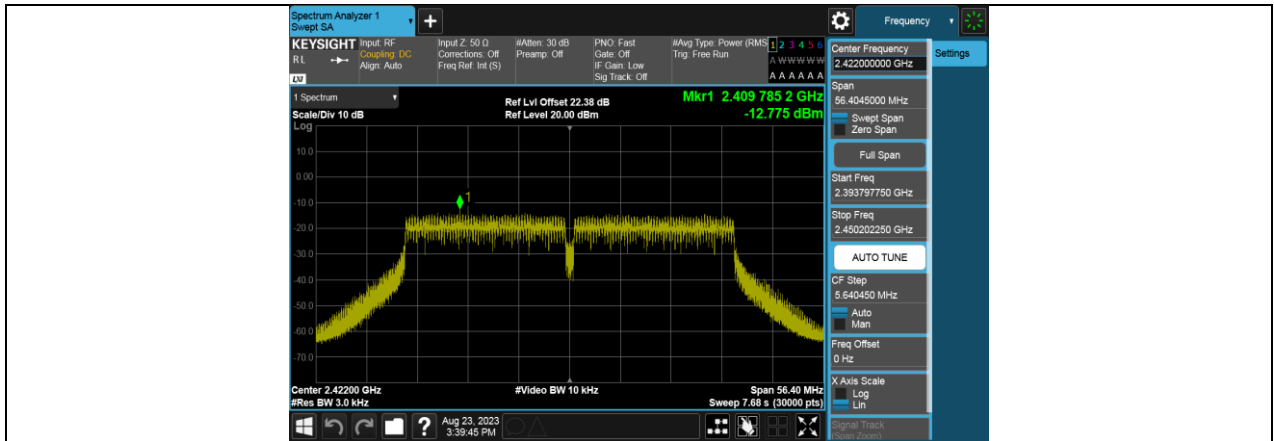 Spectrum Analyzer 1
Swept SA
Frequency
KEYSIGHT
RL
LXI
Input: RF
Coupling: DC
Align: Auto
Input Z: 50 Ω
Corrections: Off
Freq Ref: Int (S)
#Atten: 30 dB
Preamp: Off
PNO: Fast
Gate: Off
IF Gain: Low
Sig Track: Off
#Avg Type: Power (RMS
Trig: Free Run
1 2 3 4 5 6
A W W W W W
A A A A A A
1 Spectrum
Scale/Div 10 dB
Ref Lvl Offset 22.38 dB
Ref Level 20.00 dBm
Mkr1 2.409 785 2 GHz
-12.775 dBm
Log
10.0
0.00
-10.0
-20.0
-30.0
-40.0
-50.0
-60.0
-70.0
1
Center 2.42200 GHz
#Res BW 3.0 kHz
#Video BW 10 kHz
Span 56.40 MHz
Sweep 7.68 s (30000 pts)
Aug 23, 2023
3:39:45 PM
Settings
Center Frequency
2.422000000 GHz
Span
56.4045000 MHz
Swept Span
Zero Span
Full Span
Start Freq
2.393797750 GHz
Stop Freq
2.450202250 GHz
AUTO TUNE
CF Step
5.640450 MHz
Auto
Man
Freq Offset
0 Hz
X Axis Scale
Log
Lin
Signal Track
(Span Zoom)